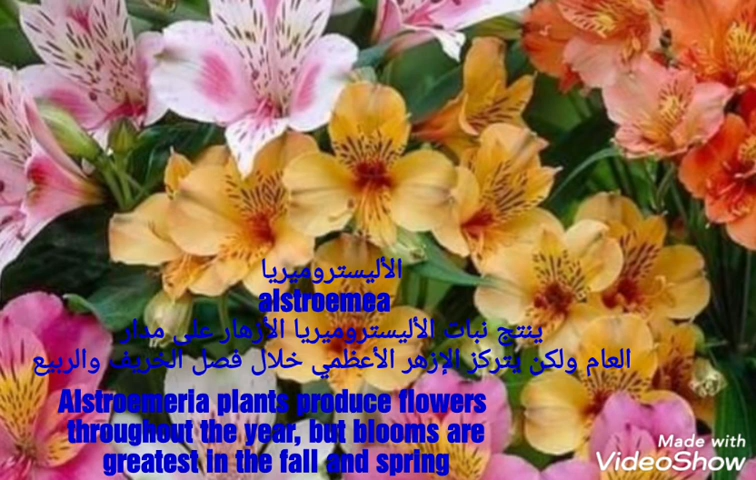 الأليستروميريا
alstroemea
ينتج نبات الأليستروميريا الأزهار على مدار
العام ولكن يتركز الإزهر الأعظمي خلال فصل الخريف والربيع
Alstroemeria plants produce flowers
throughout the year, but blooms are
greatest in the fall and spring
Made with
VideoShow